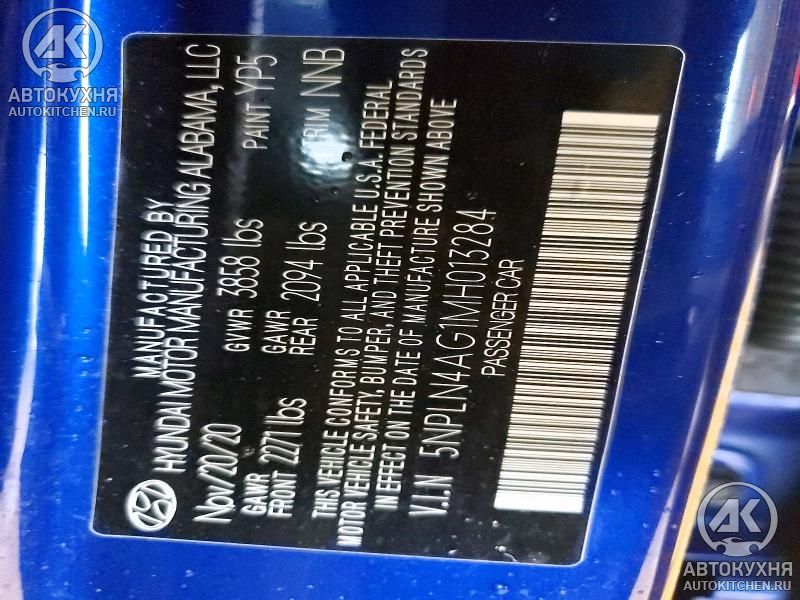 MANUFACTURED BY
HYUNDAI MOTOR MANUFACTURING ALABAMA, LLC
Nov/20/20 GVWR 3858 lbs PAINT YP5
GAWR FRONT 2271 lbs GAWR REAR 2094 lbs TRIM NNB
THIS VEHICLE CONFORMS TO ALL APPLICABLE U.S.A. FEDERAL
MOTOR VEHICLE SAFETY, BUMPER, AND THEFT PREVENTION STANDARDS
IN EFFECT ON THE DATE OF MANUFACTURE SHOWN ABOVE
V.I.N 5NPLN4AG1MH013284
PASSENGER CAR
АК
АВТОКУХНЯ
AUTOKITCHEN.RU
АК
АВТОКУХНЯ
AUTOKITCHEN.RU